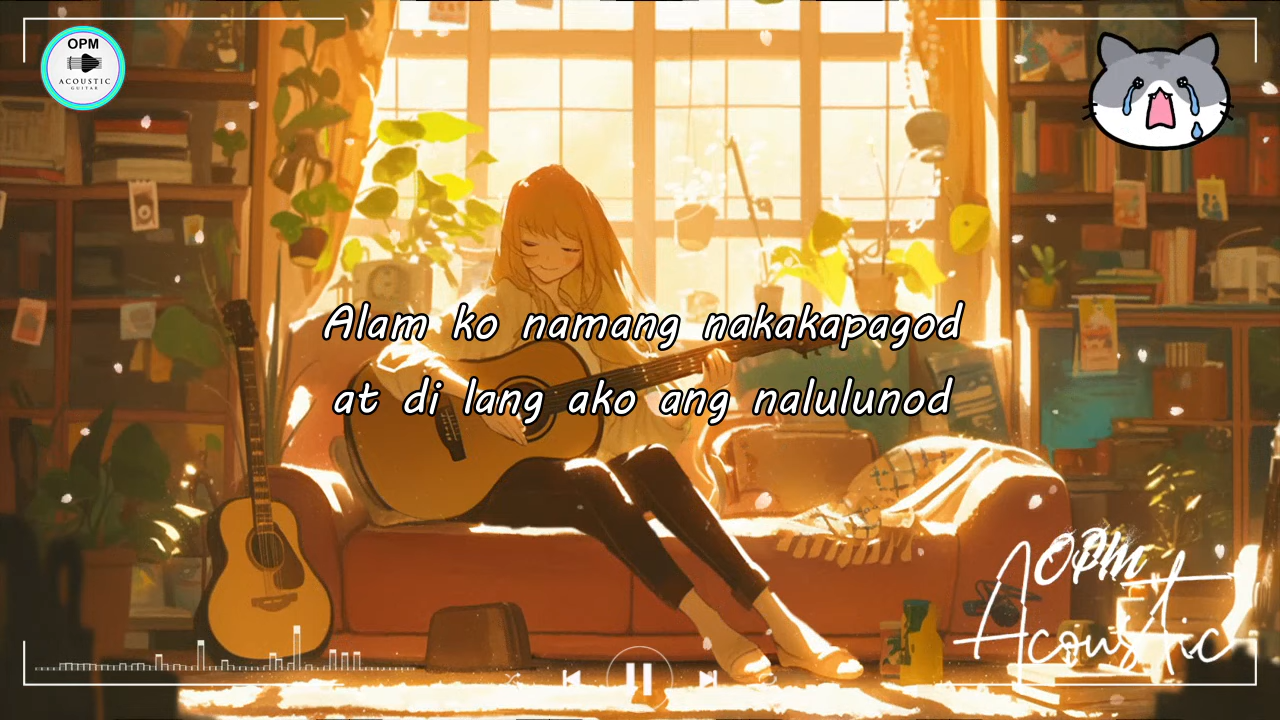 OPM
ACOUSTIC
GUITAR
Alam ko namang nakakapagod
at di lang ako ang nalulunod
OPM
Acoustic